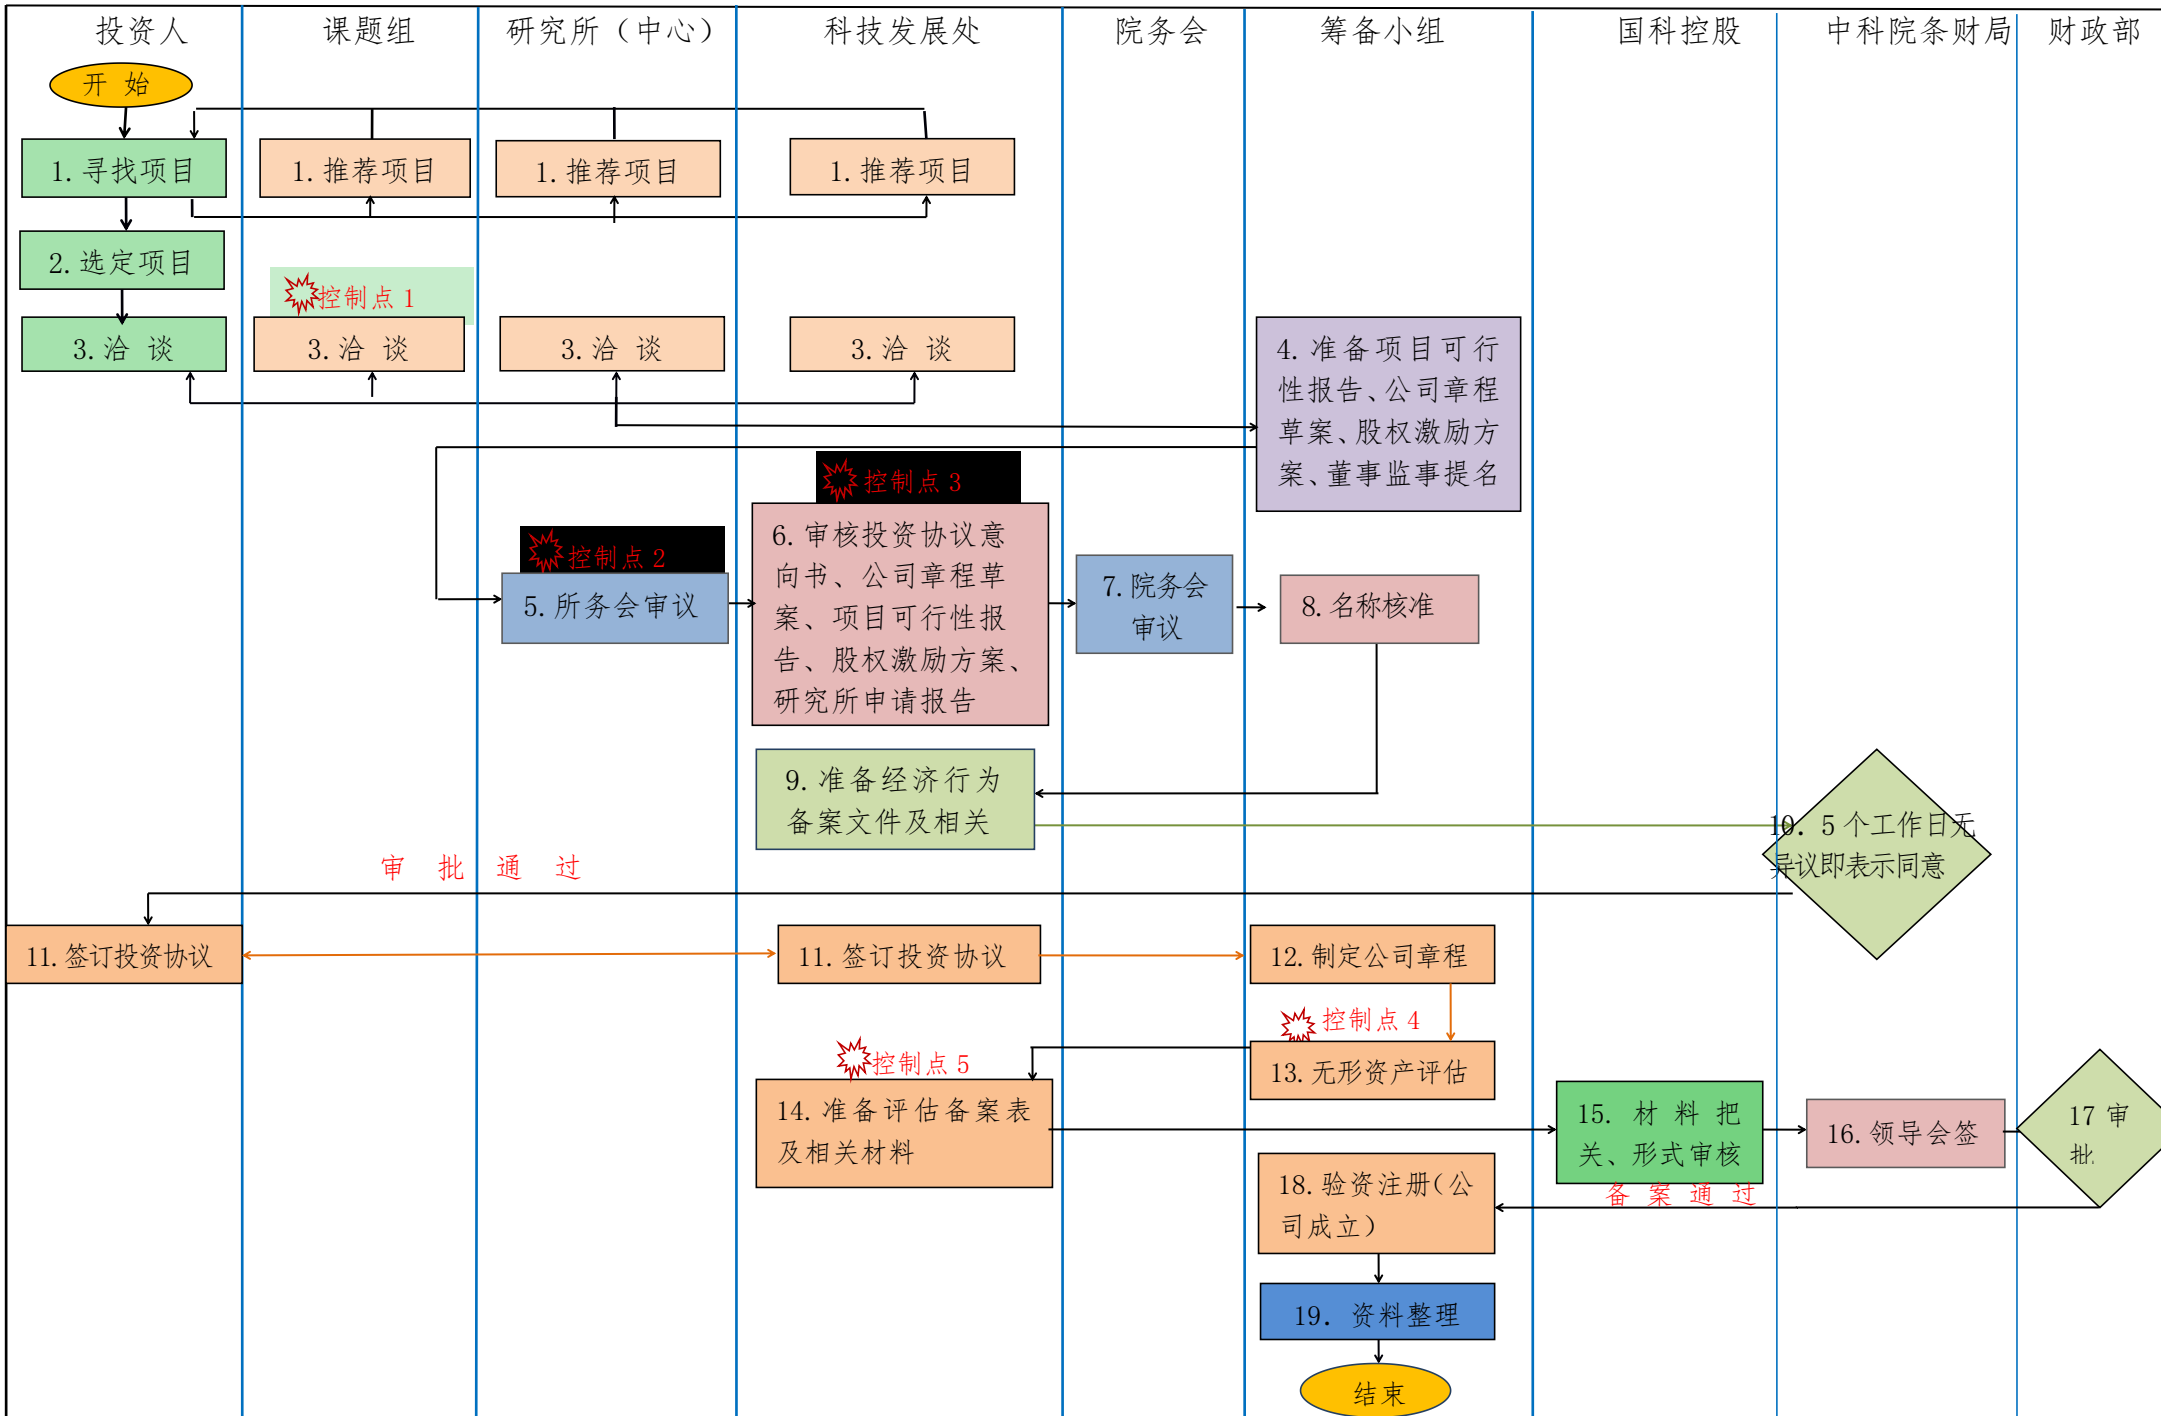 投资人 课题组 研究所（中心） 科技发展处 院务会 筹备小组 国科控股 中科院条财局 财政部
开 始
1.寻找项目
1.推荐项目
1.推荐项目
1.推荐项目
2.选定项目
控制点 1
3.洽 谈
3.洽 谈
3.洽 谈
3.洽 谈
4.准备项目可行
性报告、公司章程
草案、股权激励方
案、董事监事提名
控制点 2
5.所务会审议
控制点 3
6.审核投资协议意
向书、公司章程草
案、项目可行性报
告、股权激励方案、
研究所申请报告
7.院务会
审议
8.名称核准
9.准备经济行为
备案文件及相关
10. 5 个工作日无
异议即表示同意
审 批 通 过
11.签订投资协议
11.签订投资协议
12.制定公司章程
控制点 4
13.无形资产评估
控制点 5
14.准备评估备案表
及相关材料
15. 材 料 把
关、形式审核
16.领导会签
17 审
批
备 案 通 过
18.验资注册（公
司成立）
19. 资料整理
结束